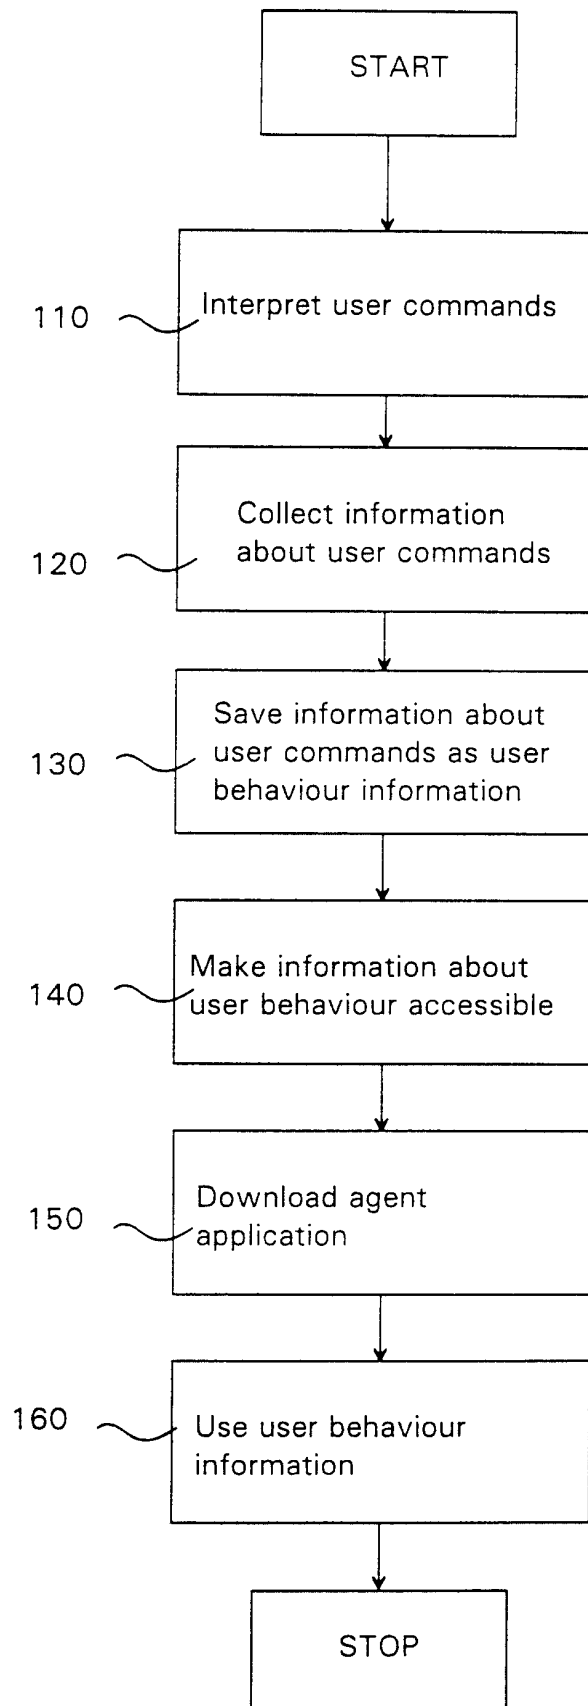 START
110
Interpret user commands
Collect information
about user commands
120
Save information about
user commands as user
behaviour information
130
Make information about
user behaviour accessible
140
Download agent
application
150
160
Use user behaviour
information
STOP